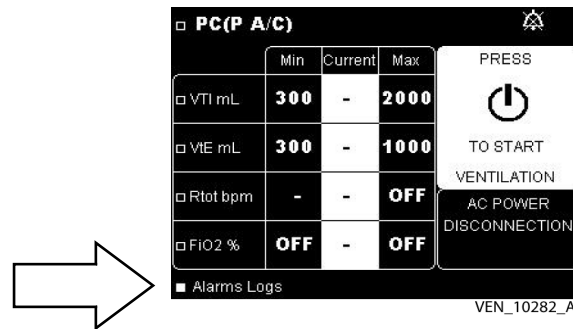 PC(P A/C)
Min Current Max
VTI mL 300 - 2000
VtE mL 300 - 1000
Rtot bpm - - OFF
FiO2 % OFF - OFF
Alarms Logs
PRESS
TO START
VENTILATION
AC POWER
DISCONNECTION
VEN_10282_A